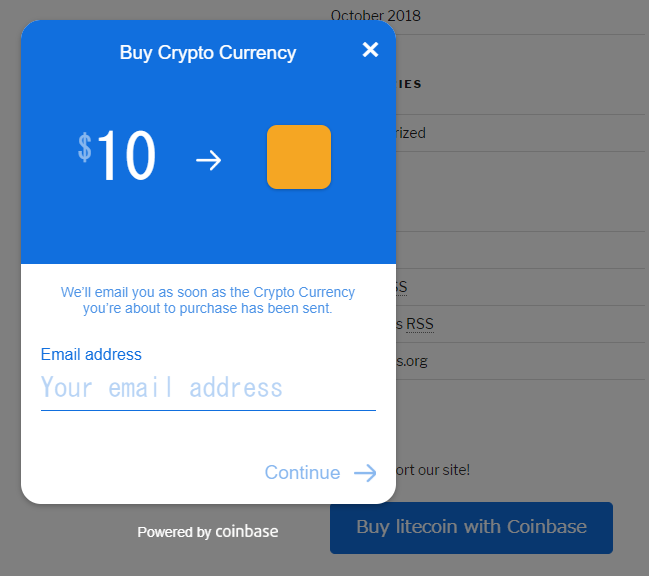 October 2018
Buy Crypto Currency
×
IES
$10 →
rized
We'll email you as soon as the Crypto Currency
you're about to purchase has been sent.
SS
s RSS
Email address
s.org
Your email address
ort our site!
Continue →
Buy litecoin with Coinbase
Powered by coinbase